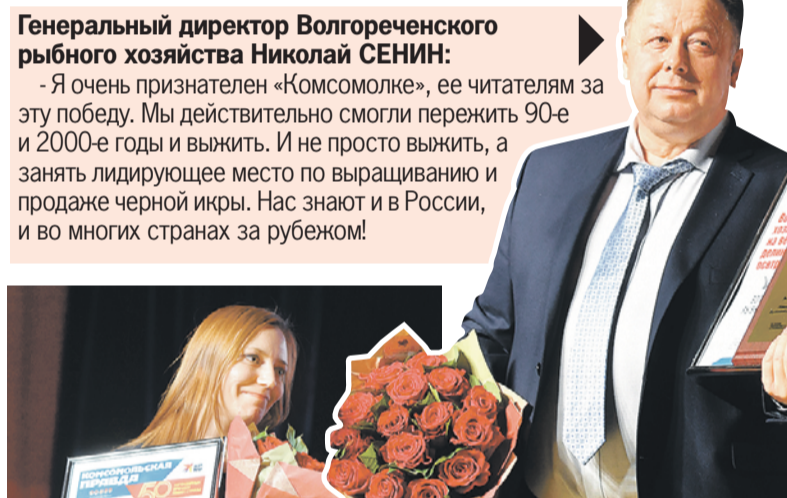 Генеральный директор Волгореченского
рыбного хозяйства Николай СЕНИН:
- Я очень признателен «Комсомолке», ее читателям за
эту победу. Мы действительно смогли пережить 90-е
и 2000-е годы и выжить. И не просто выжить, а
занять лидирующее место по выращиванию и
продаже черной икры. Нас знают и в России,
и во многих странах за рубежом!
КОМСОМОЛЬСКАЯ
ПРАВДА
50